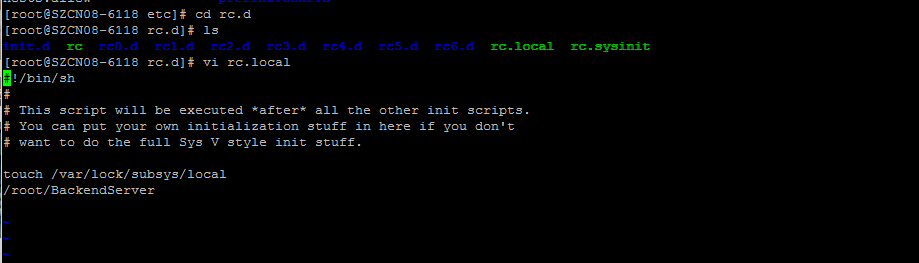 [root@SZCN08-6118 etc]# cd rc.d
[root@SZCN08-6118 rc.d]# ls
init.d rc rc0.d rc1.d rc2.d rc3.d rc4.d rc5.d rc6.d rc.local rc.sysinit
[root@SZCN08-6118 rc.d]# vi rc.local
#!/bin/sh
#
# This script will be executed *after* all the other init scripts.
# You can put your own initialization stuff in here if you don't
# want to do the full Sys V style init stuff.
touch /var/lock/subsys/local
/root/BackendServer
~
~
~